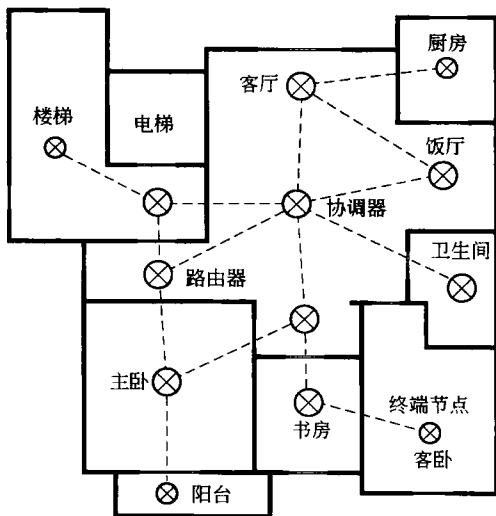 厨房
客厅
楼梯
电梯
饭厅
协调器
卫生间
路由器
主卧
终端节点
书房
客卧
阳台